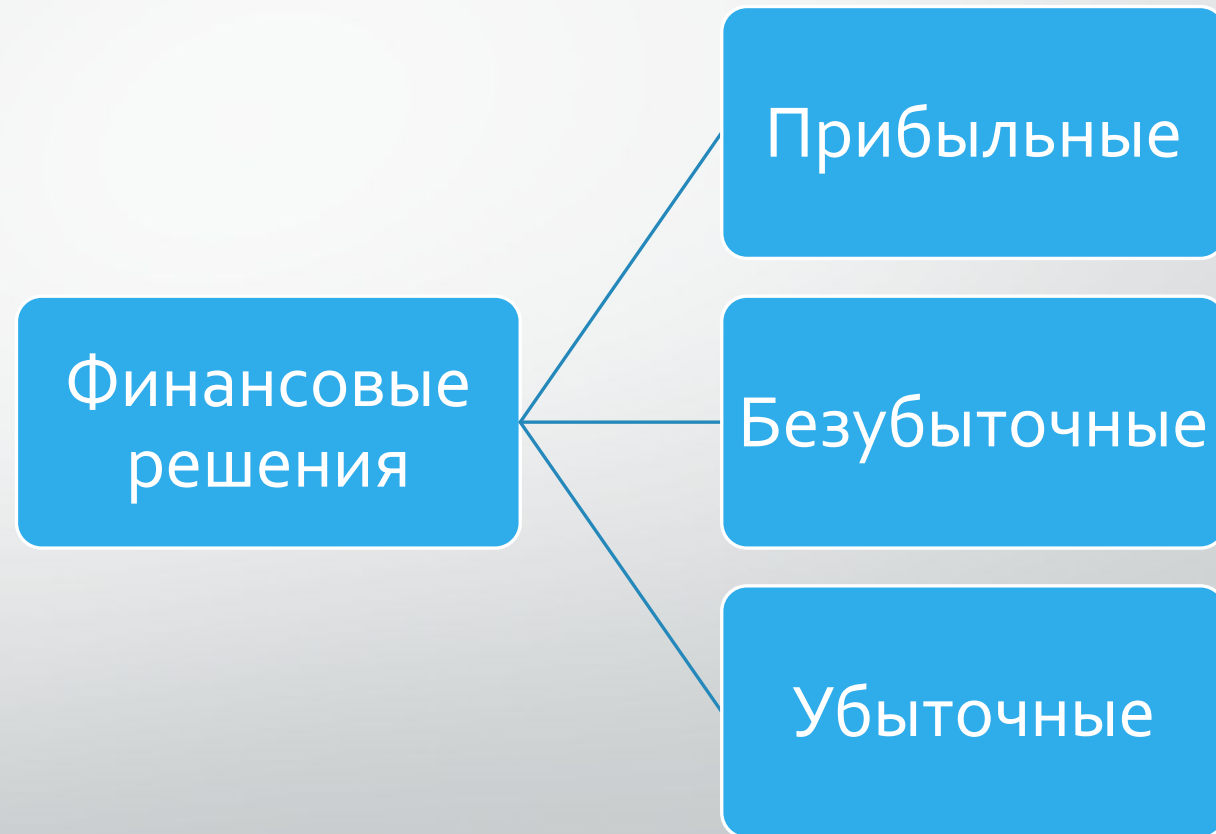 Прибыльные
Финансовые
решения
Безубыточные
Убыточные